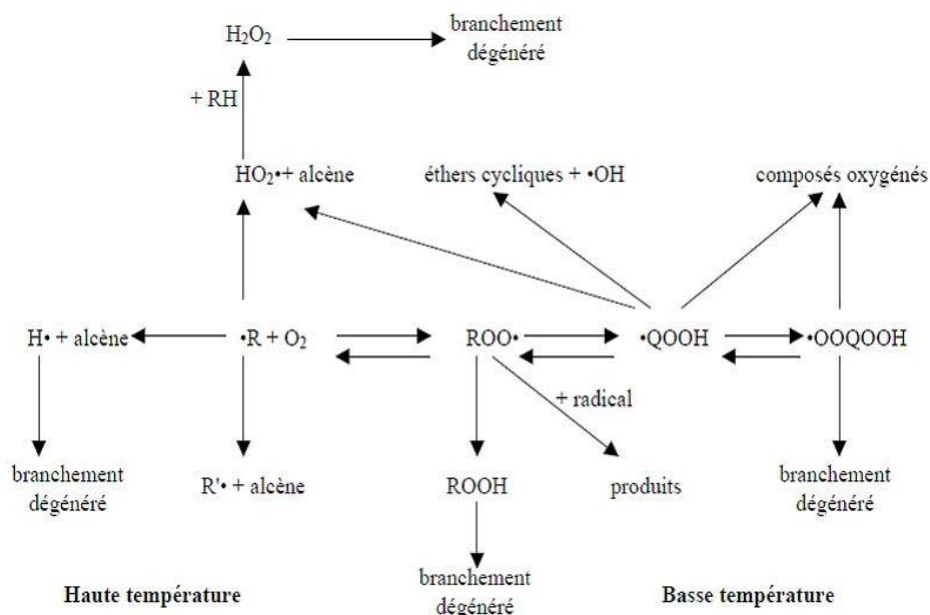 H₂O₂
branchement
dégénéré
+ RH
HO₂•+ alcène
éthers cycliques + •OH
composés oxygénés
H• + alcène
•R + O₂
ROO•
•QOOH
•OOQOOH
+ radical
branchement
dégénéré
R'• + alcène
ROOH
produits
branchement
dégénéré
branchement
dégénéré
Haute température
Basse température